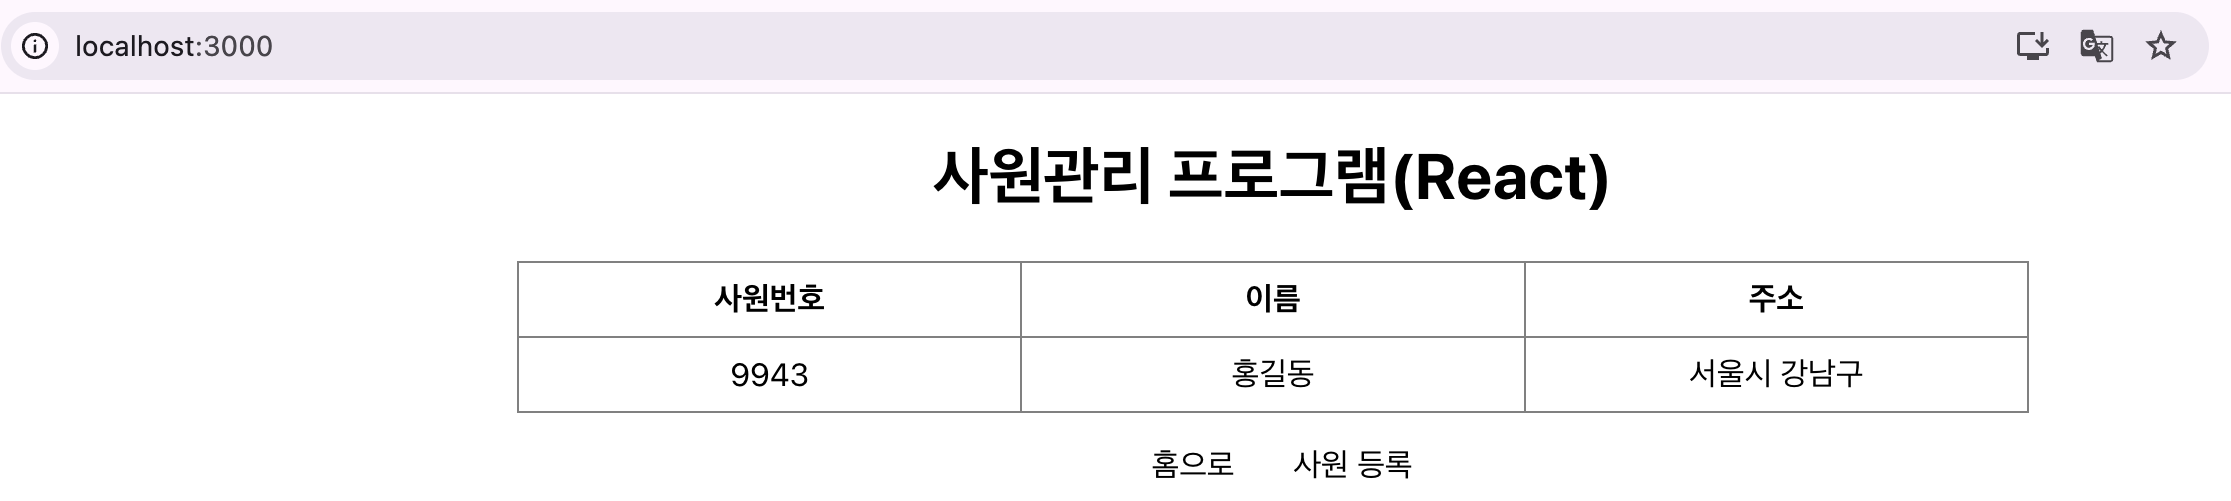 localhost:3000
사원관리 프로그램(React)
사원번호 이름 주소
9943 홍길동 서울시 강남구
홈으로 사원 등록